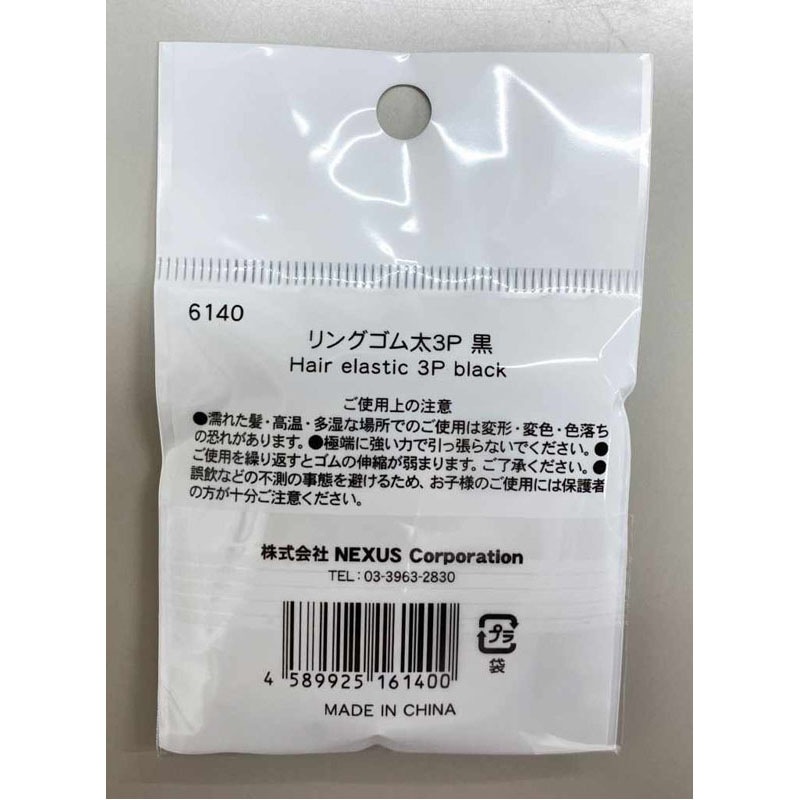 6140
リングゴム太3P 黒
Hair elastic 3P black
ご使用上の注意
●濡れた髪・高温・多湿な場所でのご使用は変形・変色・色落ち
の恐れがあります。●極端に強い力で引っ張らないでください。●
ご使用を繰り返すとゴムの伸縮が弱まります。ご了承ください。●
誤飲などの不測の事態を避けるため、お子様のご使用には保護者
の方が十分ご注意ください。
株式会社 NEXUS Corporation
TEL:03-3963-2830
プラ
袋
4 589925 161400
MADE IN CHINA